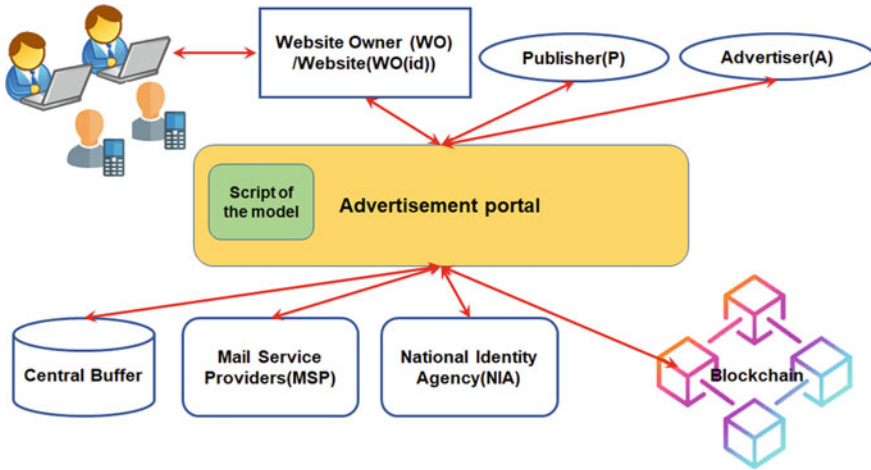 Website Owner (WO)
/Website(WO(id))
Publisher(P)
Advertiser(A)
Script of
the model
Advertisement portal
Central Buffer
Mail Service
Providers(MSP)
National Identity
Agency(NIA)
Blockchain